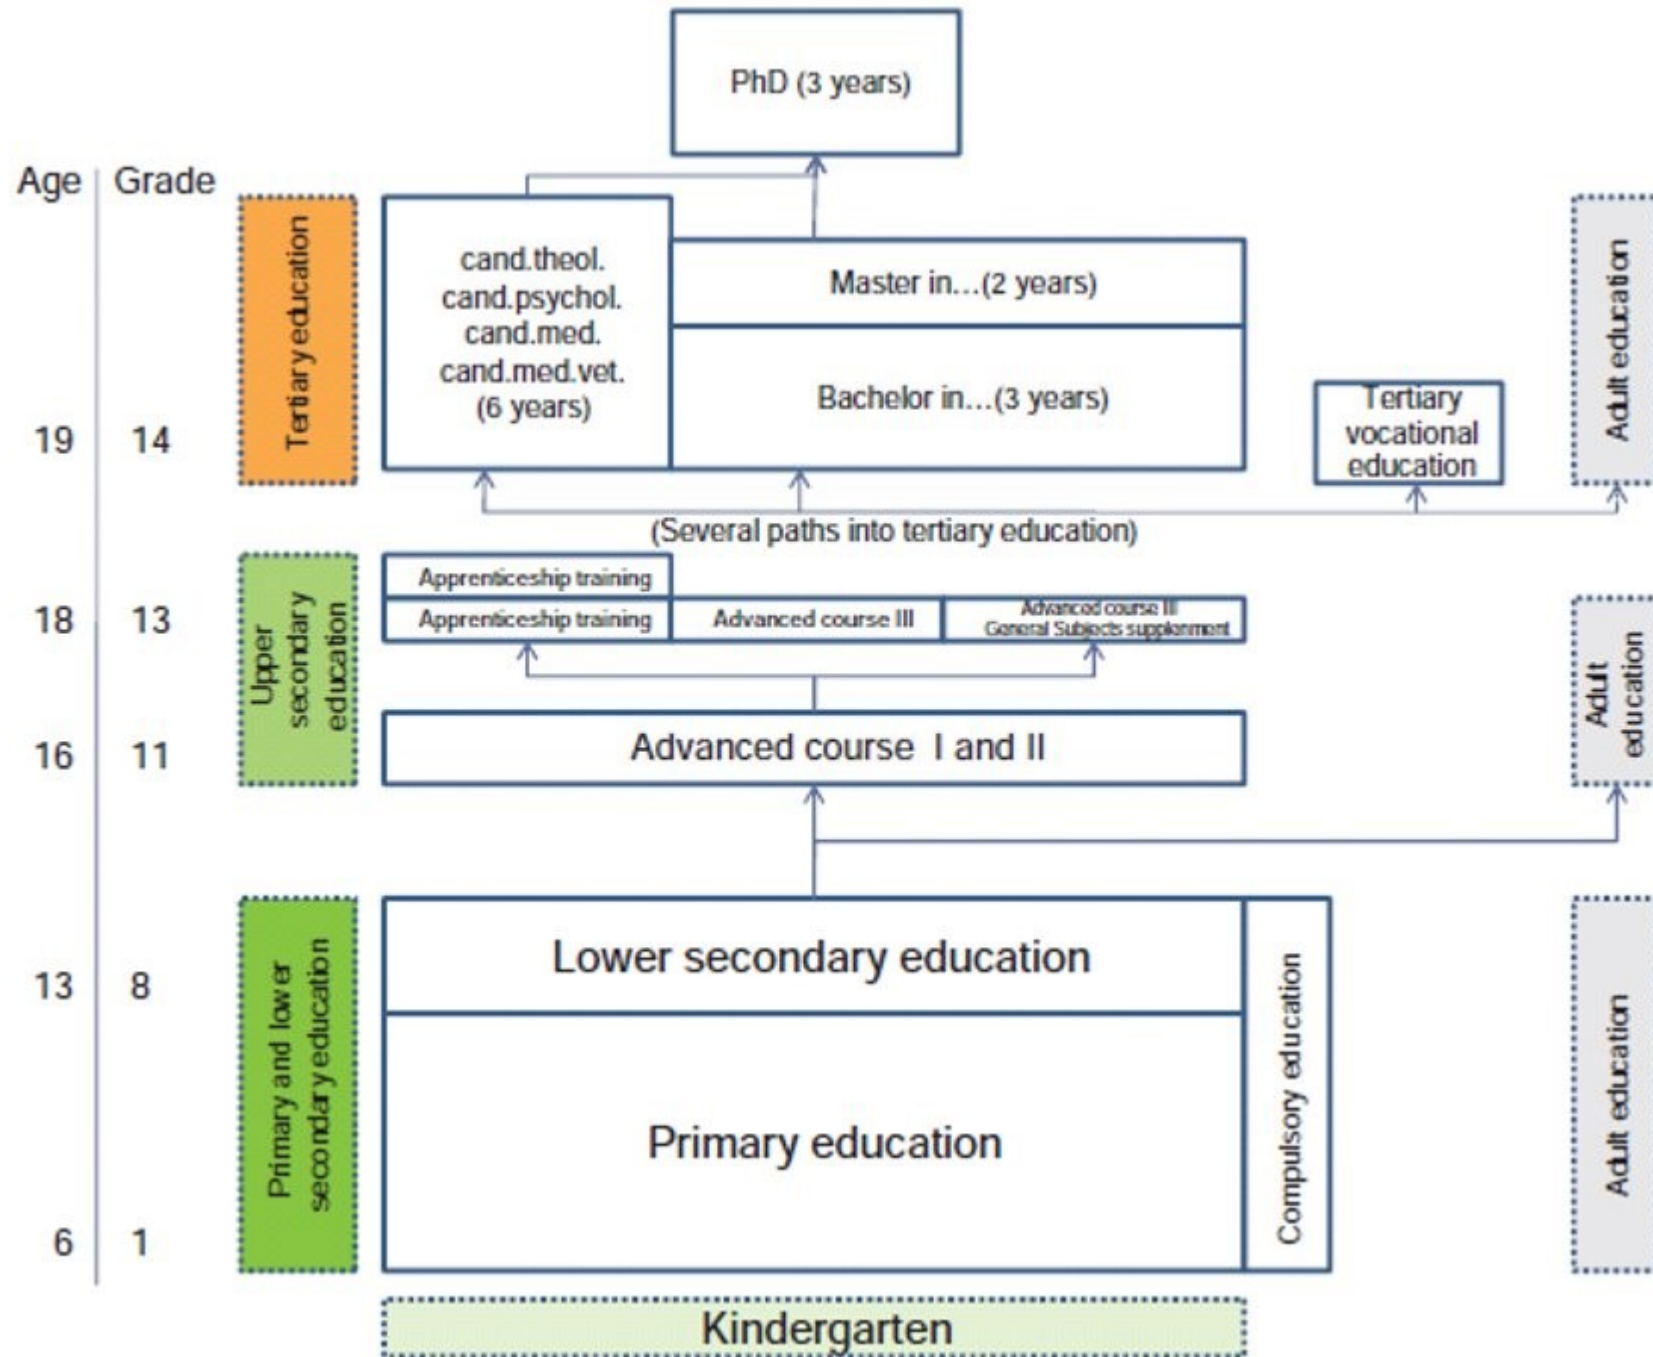 PhD (3 years)
Age Grade
Tertiary education
cand.theol.
cand.psychol.
cand.med.
cand.med.vet.
(6 years)
Master in...(2 years)
Bachelor in...(3 years)
Tertiary
vocational
education
Adult education
19 14
(Several paths into tertiary education)
Upper
secondary
education
Apprenticeship training
18 13
Apprenticeship training
Advanced course III
Advanced course III
General Subjects supplenment
Adult
education
16 11
Advanced course I and II
Primary and lower
secondary education
13 8
Lower secondary education
Primary education
Compulsory education
Adult education
6 1
Kindergarten